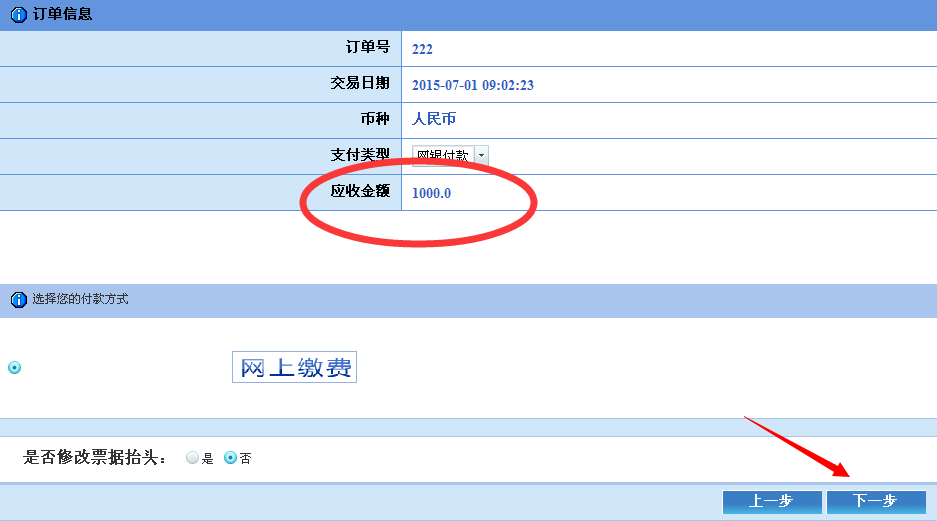 订单信息
订单号 222
交易日期 2015-07-01 09:02:23
币种 人民币
支付类型 网银付款
应收金额 1000.0
选择您的付款方式
网上缴费
是否修改票据抬头： 是 否
上一步 下一步